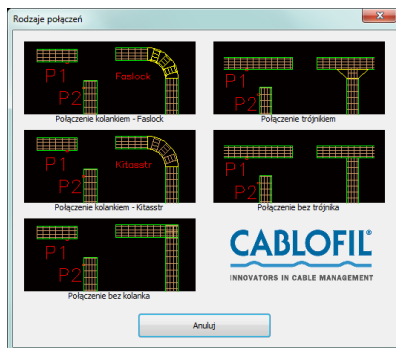 Rodzaje połączeń
P1
P2
Faslock
Połączenie kolankiem - Faslock
P1
P2
Połączenie trójnikiem
P1
P2
Kitasstr
Połączenie kolankiem - Kitasstr
P1
P2
Połączenie bez trójnika
P1
P2
Połączenie bez kolanka
CABLOFIL®
INNOVATORS IN CABLE MANAGEMENT
Anuluj